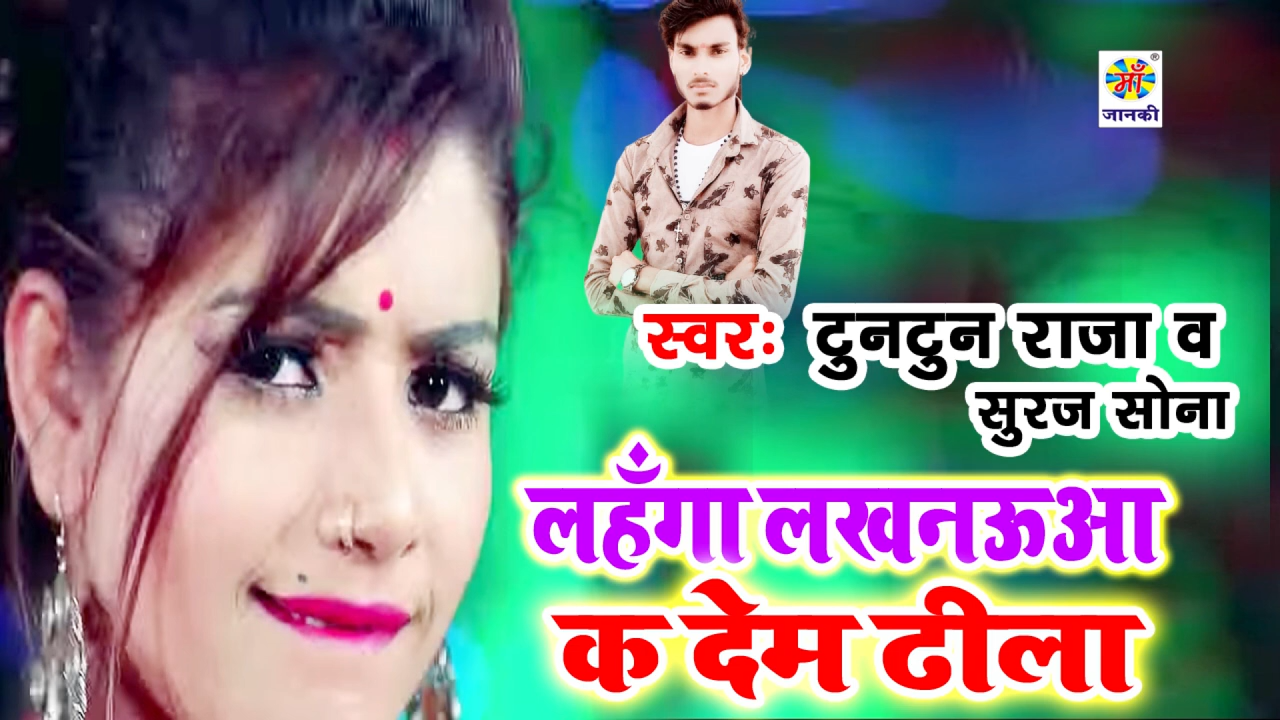 माँ
®
जानकी
स्वरः टुनटुन राजा व
सुरज सोना
लहँगा लखनऊआ
क देम ढीला